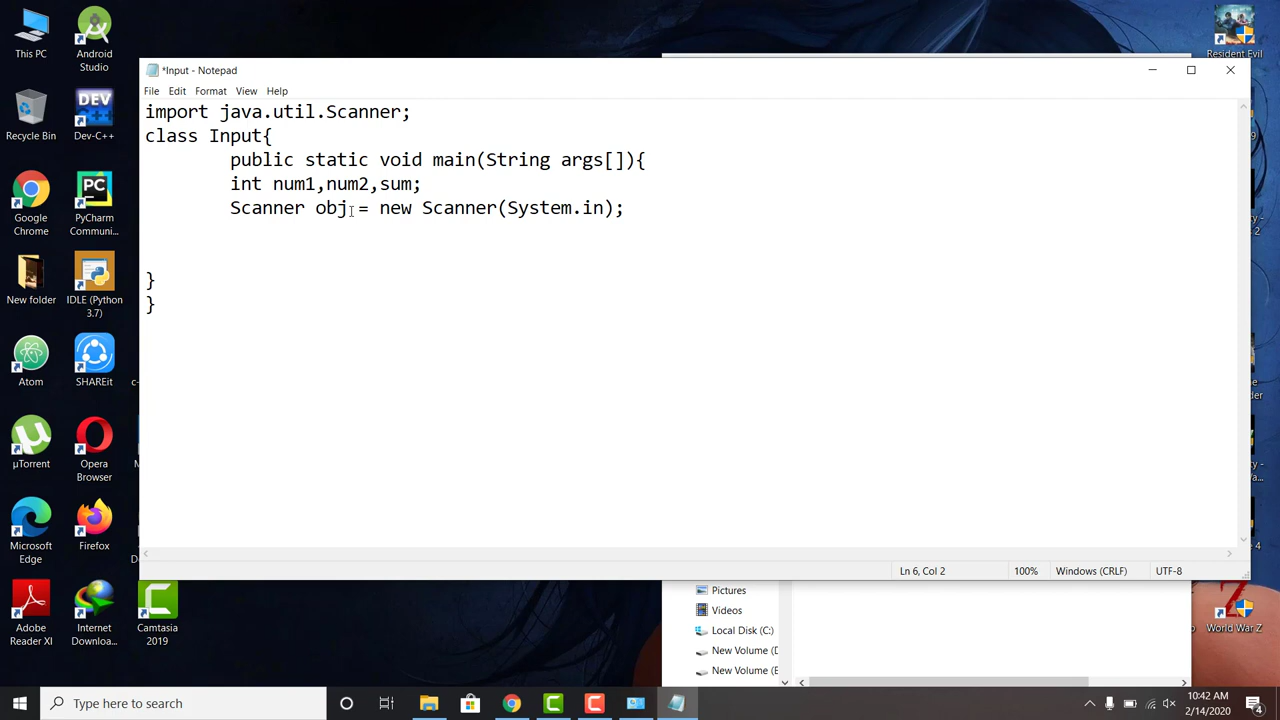 This PC
Android
Studio
Resident Evil
*Input - Notepad
File Edit Format View Help
import java.util.Scanner;
class Input{
public static void main(String args[]){
int num1,num2,sum;
Scanner obj = new Scanner(System.in);
}
}
Recycle Bin
DEV
Dev-C++
Google
Chrome
PC
PyCharm
Communi...
New folder
IDLE (Python
3.7)
Atom
SHAREit
µTorrent
Opera
Browser
Microsoft
Edge
Firefox
Adobe
Reader XI
Internet
Downloa...
Camtasia
2019
Ln 6, Col 2
100%
Windows (CRLF)
UTF-8
Pictures
Videos
Local Disk (C:)
New Volume (D
New Volume (E
World War Z
Type here to search
10:42 AM
2/14/2020
4